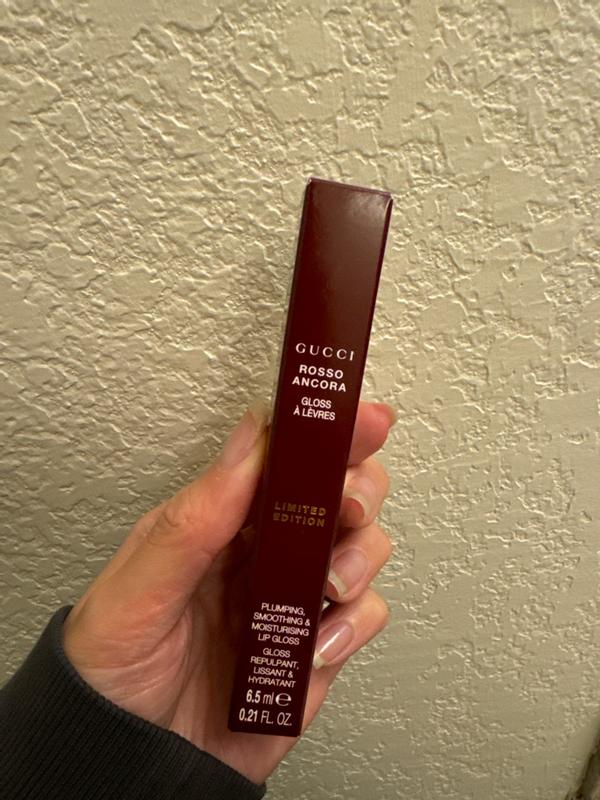 GUCCI
ROSSO
ANCORA
GLOSS
À LÈVRES
LIMITED
EDITION
PLUMPING,
SMOOTHING &
MOISTURISING
LIP GLOSS
GLOSS
REPULPANT,
LISSANT &
HYDRATANT
6.5 ml ℮
0.21 FL. OZ.